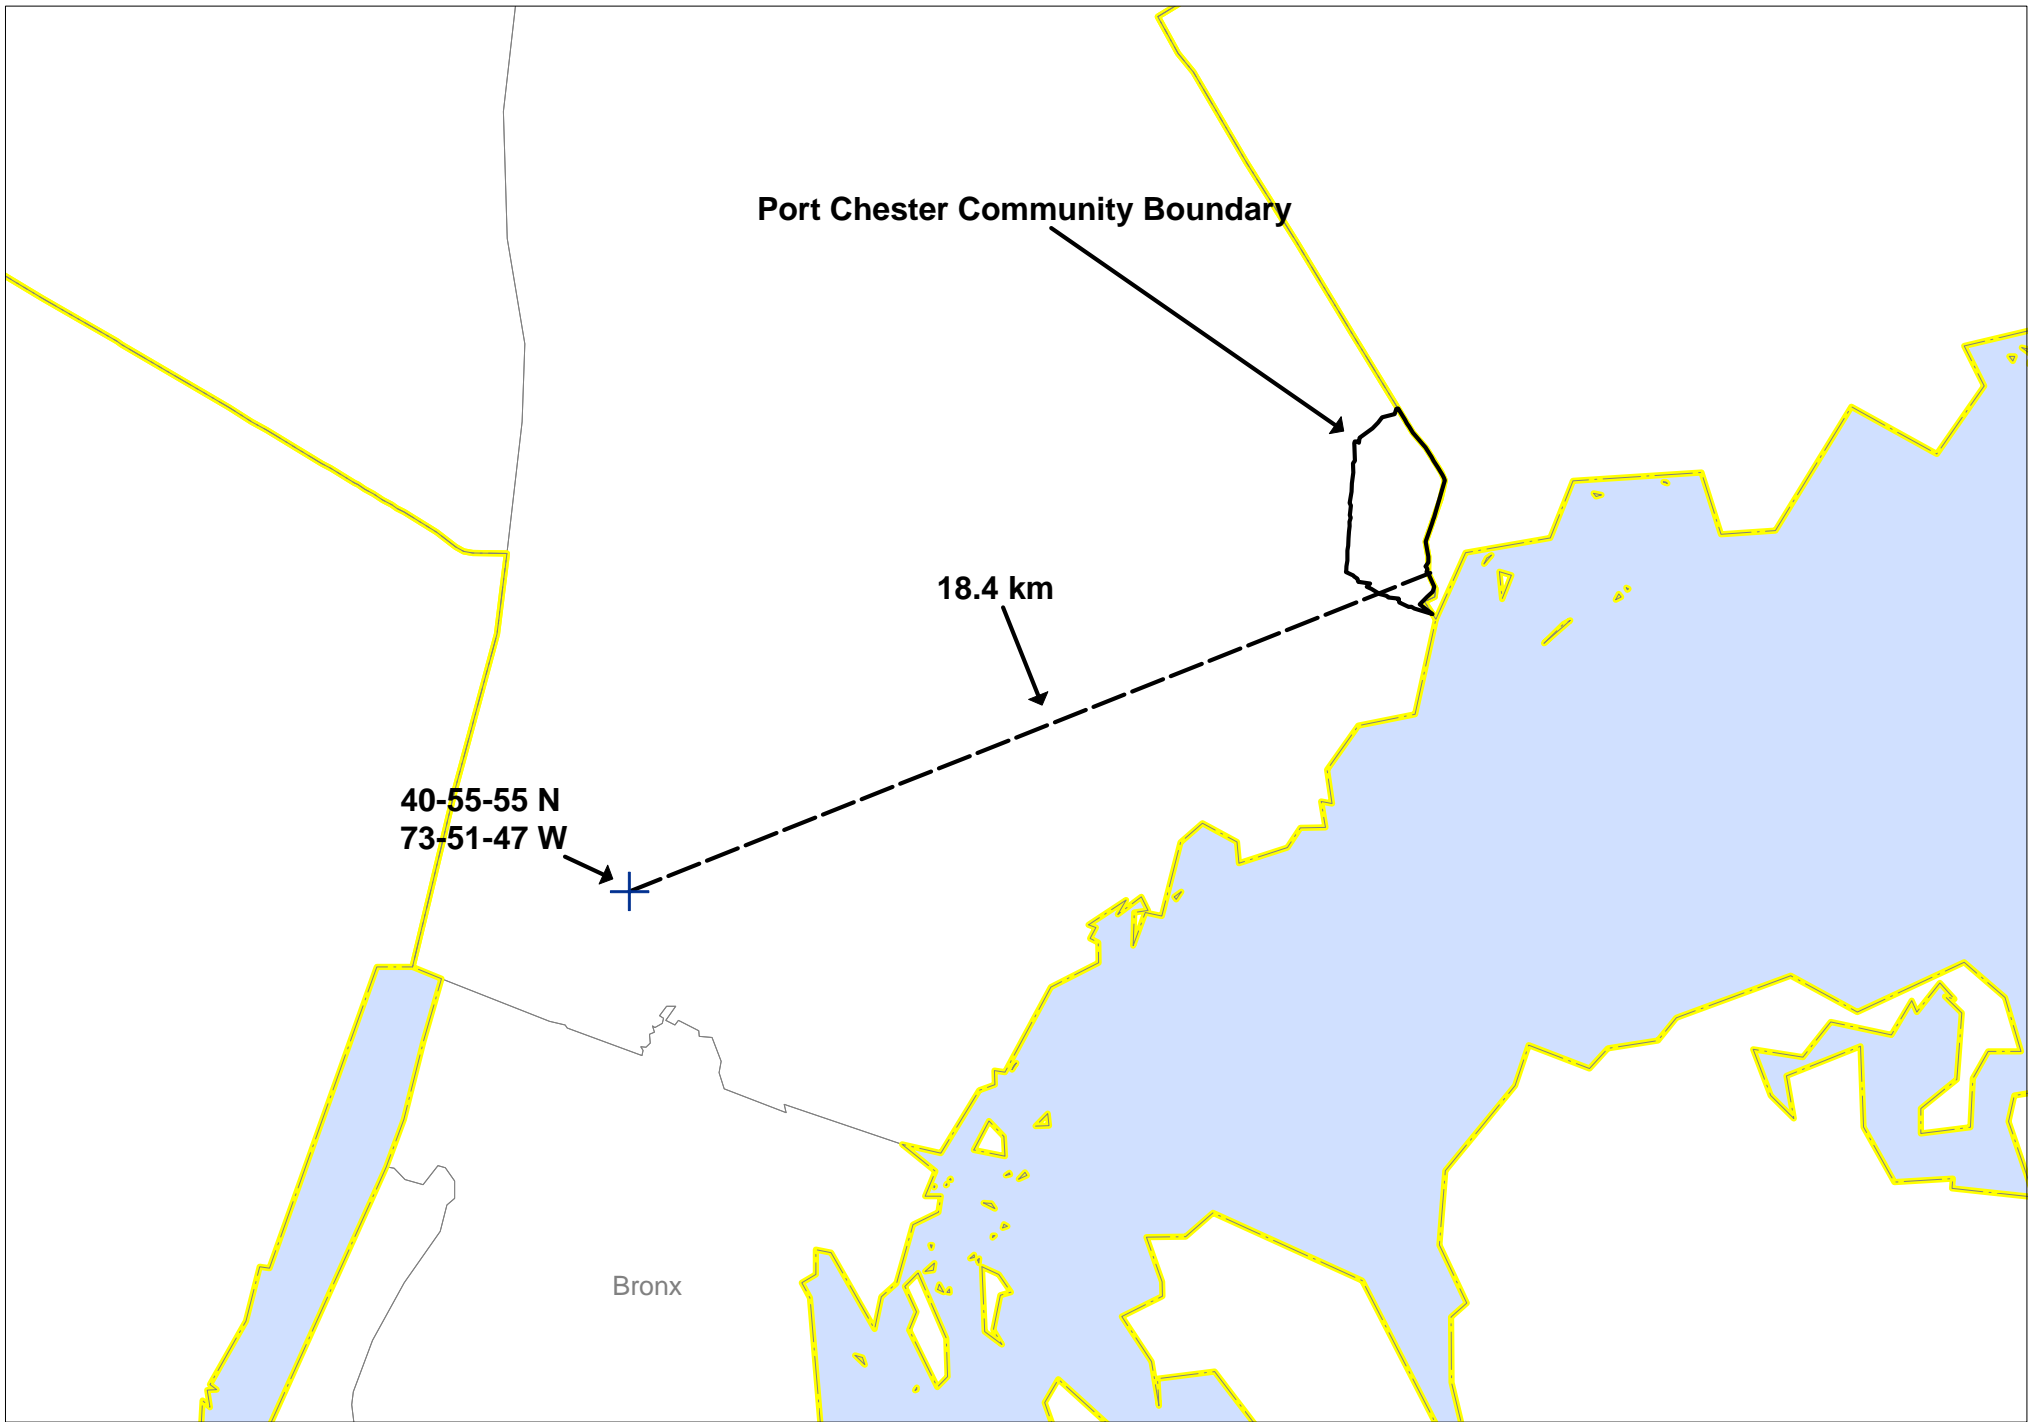 Port Chester Community Boundary
18.4 km
40-55-55 N
73-51-47 W
Bronx